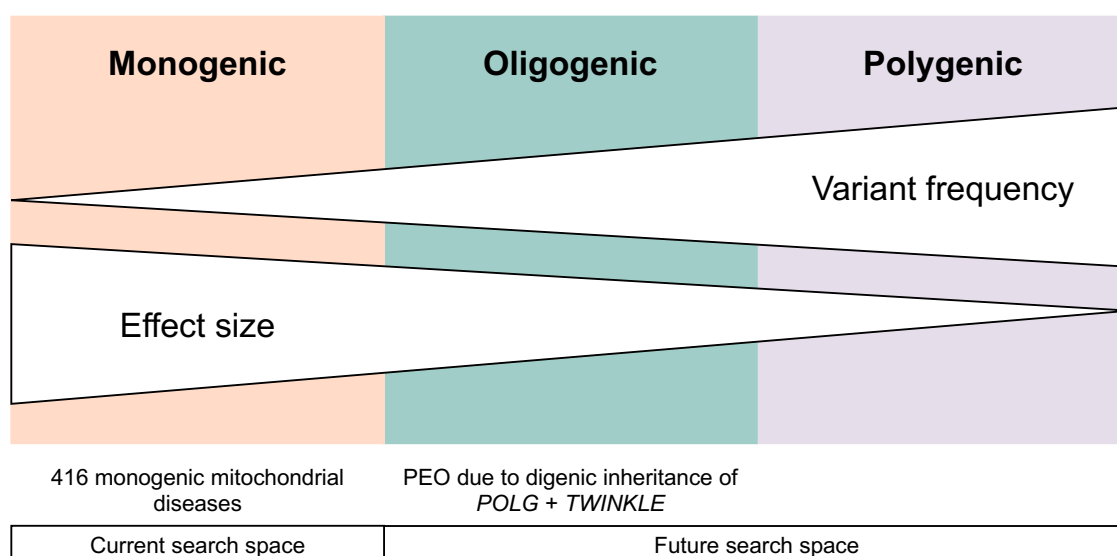 Monogenic
Oligogenic
Polygenic
Variant frequency
Effect size
416 monogenic mitochondrial
diseases
PEO due to digenic inheritance of
POLG + TWINKLE
Current search space
Future search space